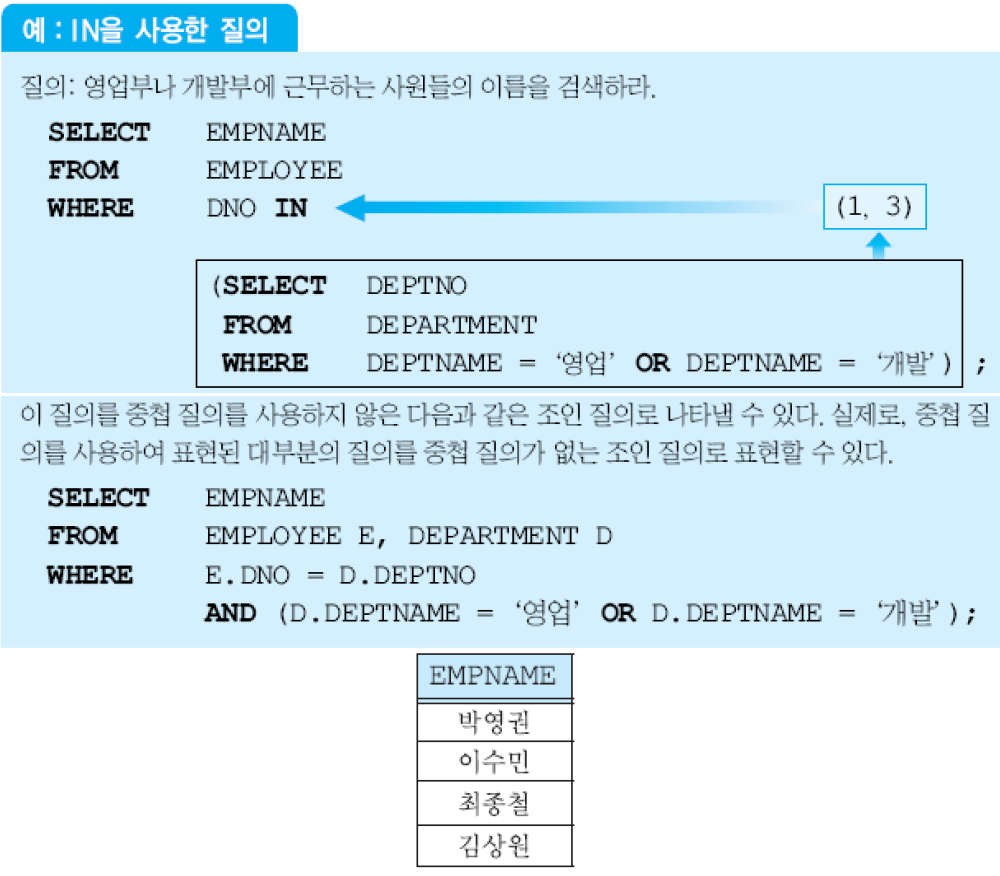 예 : IN을 사용한 질의
질의: 영업부나 개발부에 근무하는 사원들의 이름을 검색하라.
SELECT EMPNAME
FROM EMPLOYEE
WHERE DNO IN (1, 3)
(SELECT DEPTNO
FROM DEPARTMENT
WHERE DEPTNAME = ‘영업’ OR DEPTNAME = ‘개발’) ;
이 질의를 중첩 질의를 사용하지 않은 다음과 같은 조인 질의로 나타낼 수 있다. 실제로, 중첩 질
의를 사용하여 표현된 대부분의 질의를 중첩 질의가 없는 조인 질의로 표현할 수 있다.
SELECT EMPNAME
FROM EMPLOYEE E, DEPARTMENT D
WHERE E.DNO = D.DEPTNO
AND (D.DEPTNAME = ‘영업’ OR D.DEPTNAME = ‘개발’);
EMPNAME
박영권
이수민
최종철
김상원